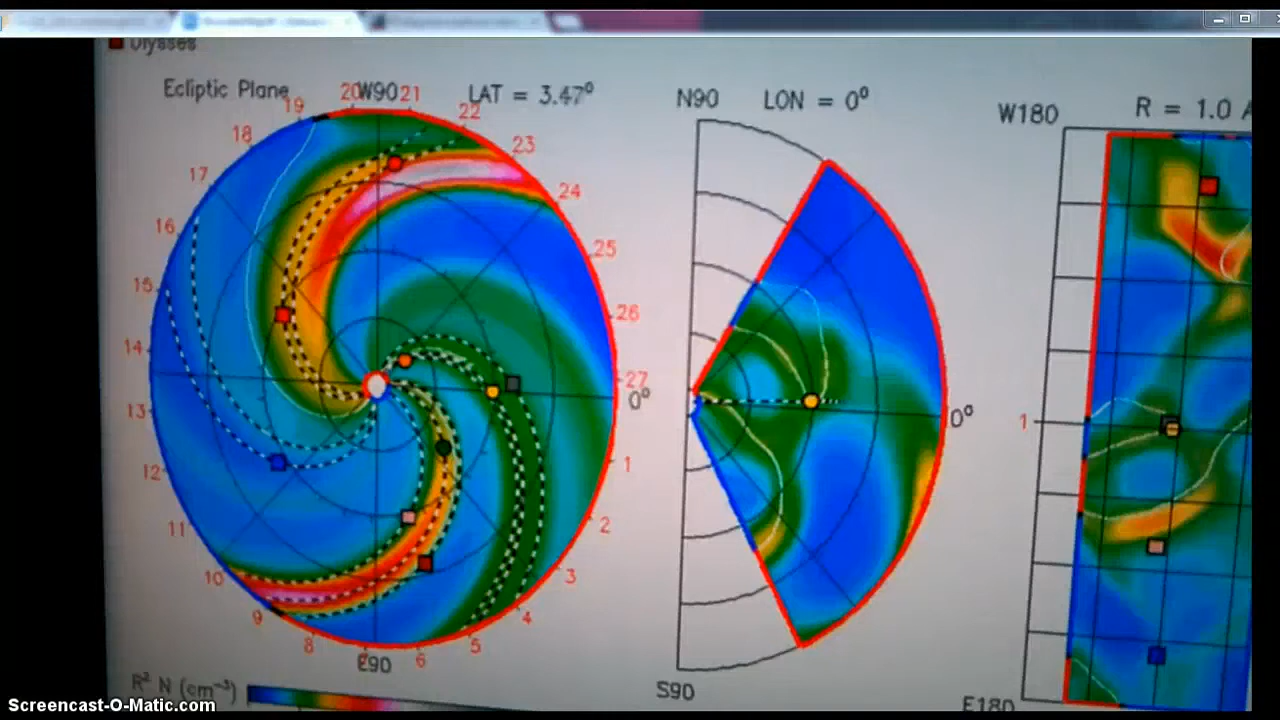 Ulysses
Ecliptic Plane
W90
LAT = 3.47°
N90
LON = 0°
W180
R = 1.0 A
19
20
21
22
18
23
17
24
16
25
15
26
14
27
0°
13
12
1
11
2
10
3
9
4
8
7
6
5
E90
0°
S90
1
E180
R² N (cm⁻³)
Screencast-O-Matic.com